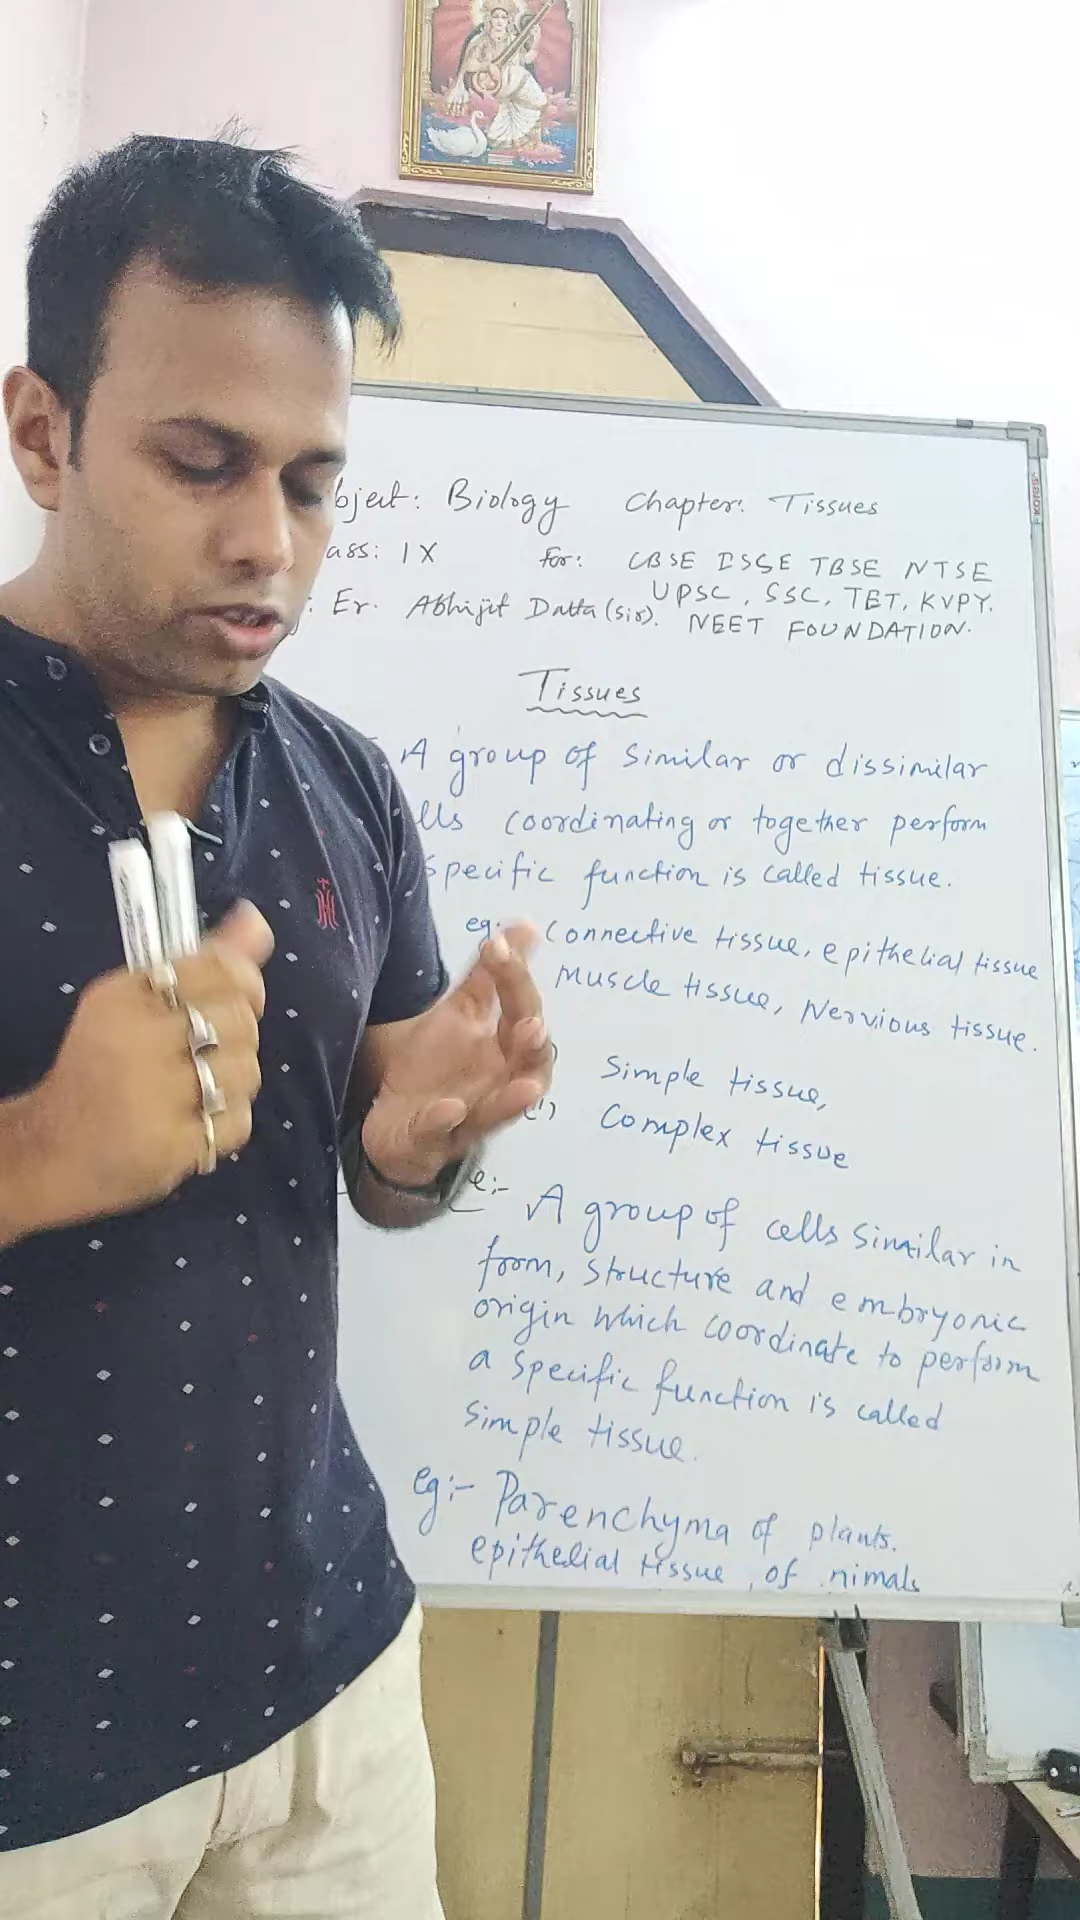 bject: Biology Chapter: Tissues
ass: IX For: CBSE ISSE TBSE NTSE
: Er. Abhijit Datta (sir). UPSC, SSC, TET, KVPY.
NEET FOUNDATION.
Tissues
A group of similar or dissimilar
lls coordinating or together perform
specific function is called tissue.
eg:- Connective tissue, epithelial tissue
Muscle tissue, Nervious tissue.
Simple tissue,
Complex tissue
e:- A group of cells similar in
form, structure and embryonic
origin which coordinate to perform
a specific function is called
simple tissue.
eg:- Parenchyma of plants.
epithelial tissue, of nimals